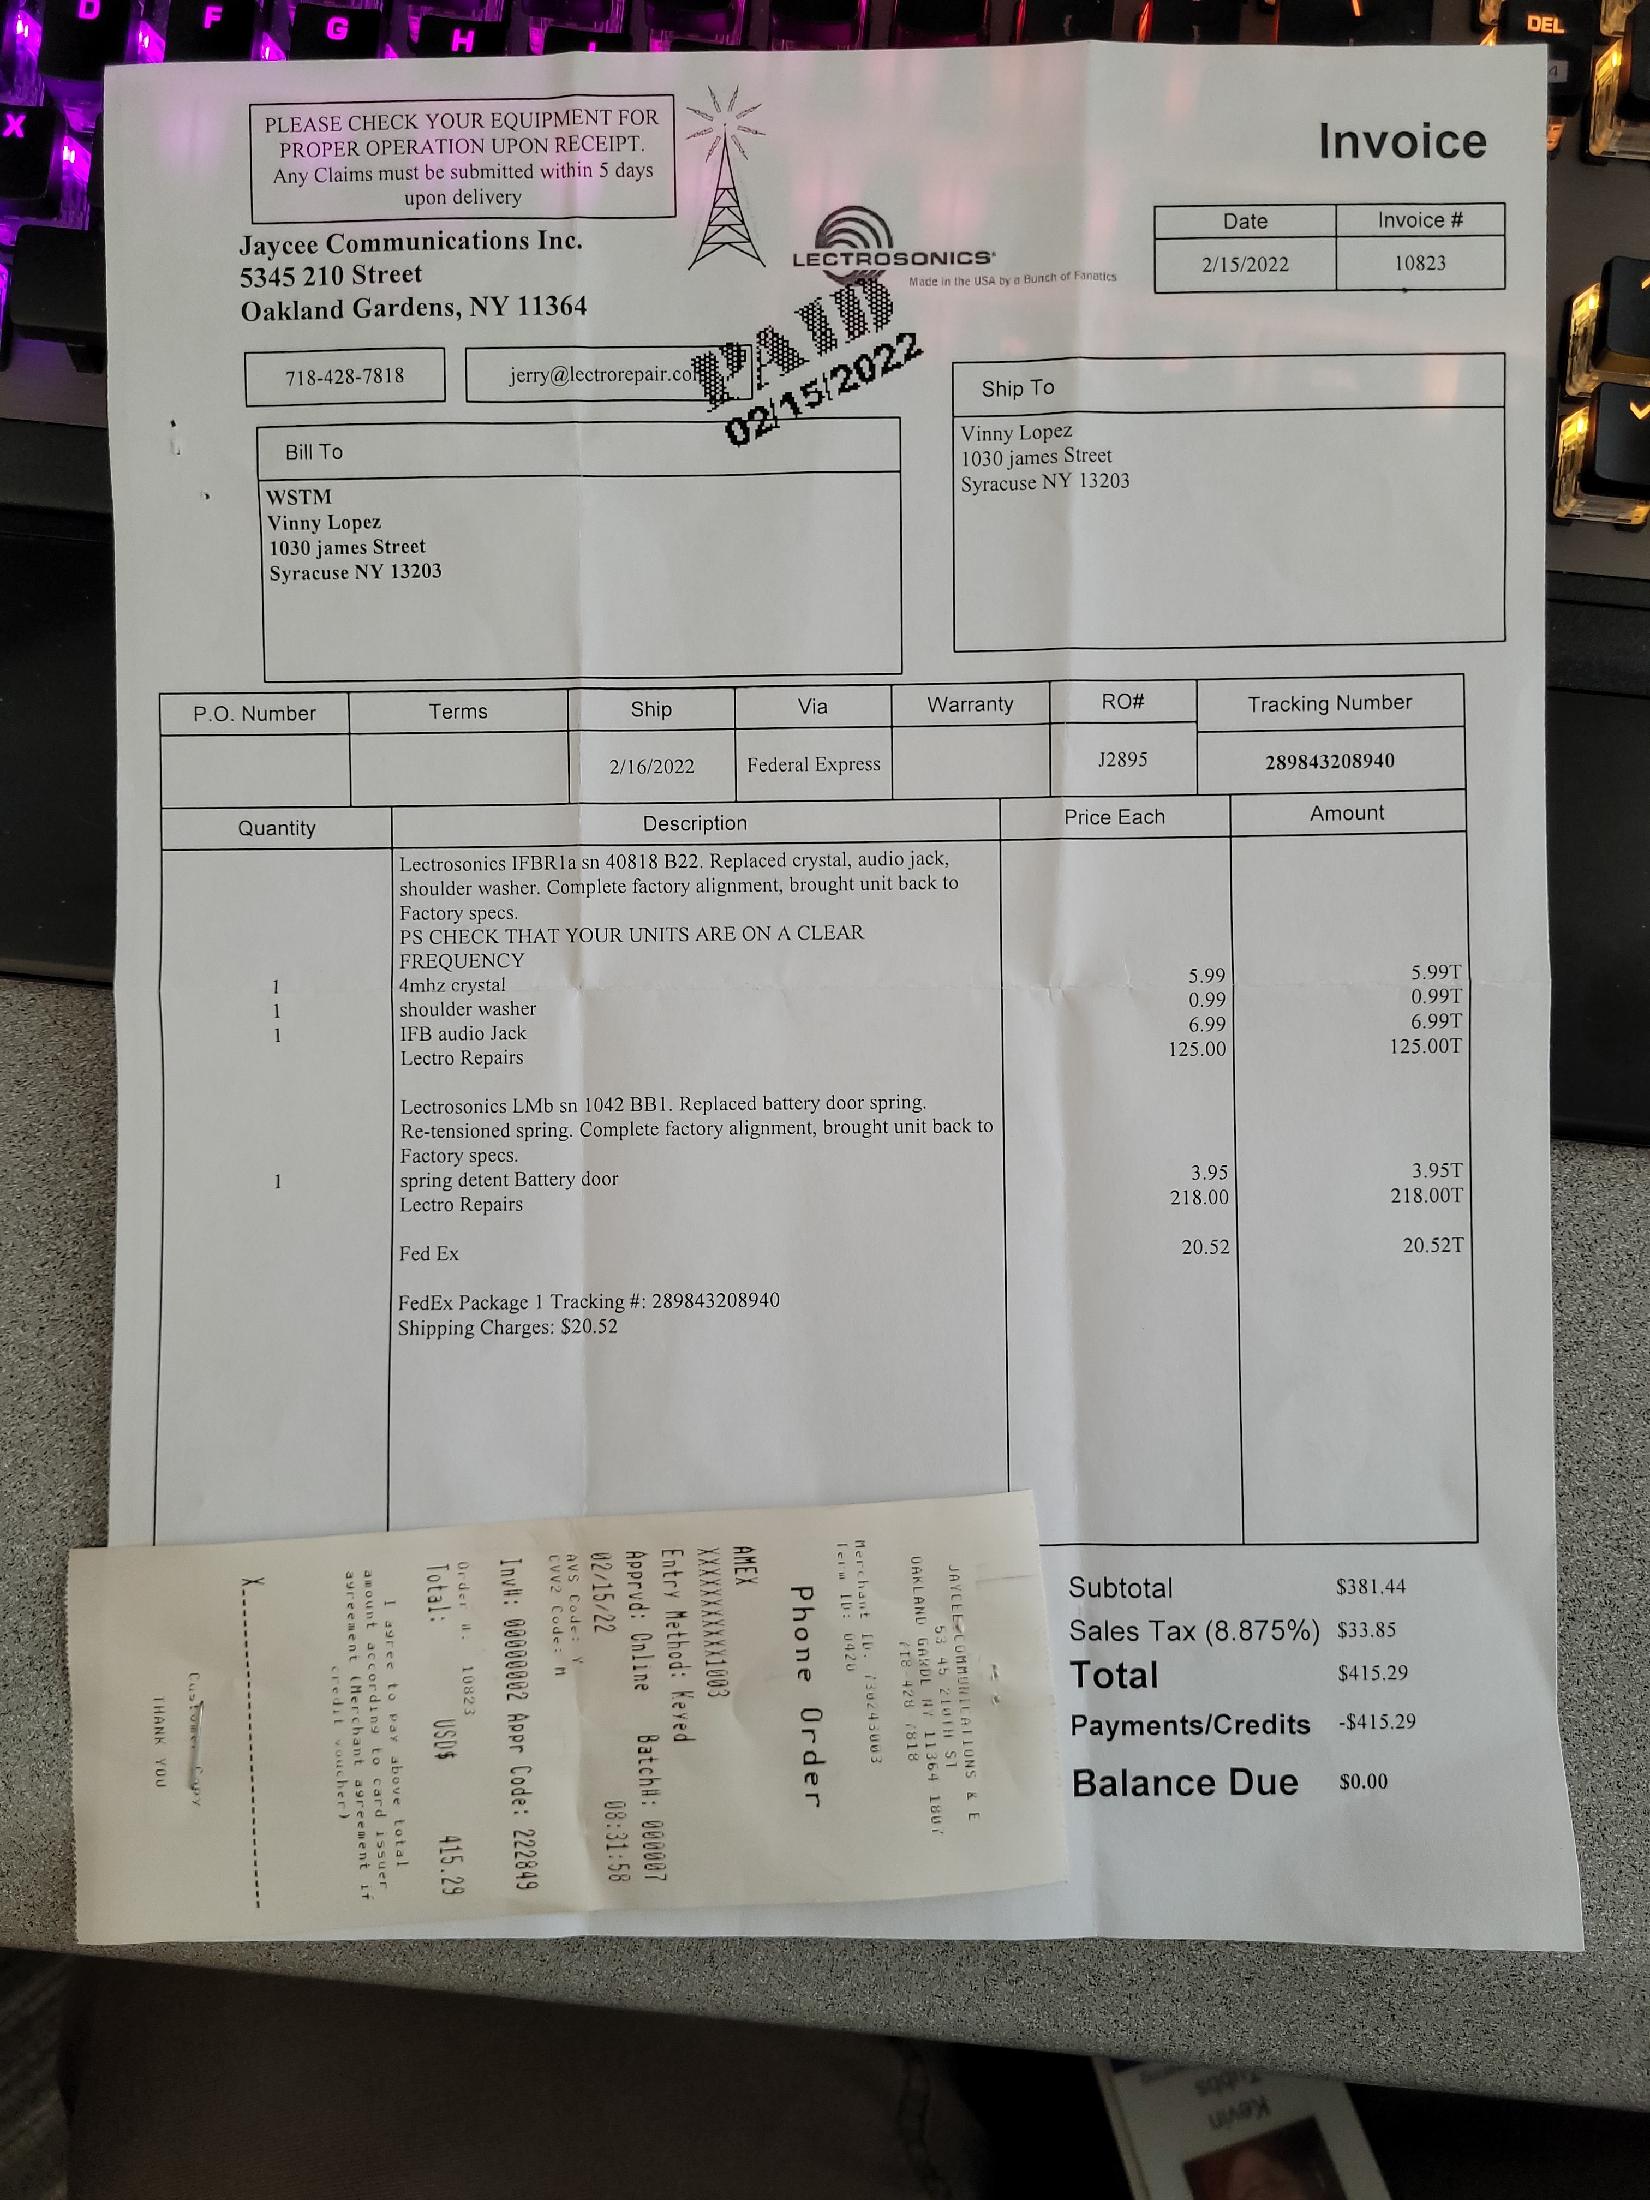 D F G H DEL
X
PLEASE CHECK YOUR EQUIPMENT FOR
PROPER OPERATION UPON RECEIPT.
Any Claims must be submitted within 5 days
upon delivery
Invoice
Date Invoice #
2/15/2022 10823
Jaycee Communications Inc.
5345 210 Street
Oakland Gardens, NY 11364
LECTROSONICS
Made in the USA by a Bunch of Fanatics
718-428-7818
jerry@lectrorepair.com
PAID
02/15/2022
Bill To
WSTM
Vinny Lopez
1030 james Street
Syracuse NY 13203
Ship To
Vinny Lopez
1030 james Street
Syracuse NY 13203
P.O. Number Terms Ship Via Warranty RO# Tracking Number
2/16/2022 Federal Express J2895 289843208940
Quantity Description Price Each Amount
Lectrosonics IFBR1a sn 40818 B22. Replaced crystal, audio jack,
shoulder washer. Complete factory alignment, brought unit back to
Factory specs.
PS CHECK THAT YOUR UNITS ARE ON A CLEAR
FREQUENCY
1 4mhz crystal 5.99 5.99T
1 shoulder washer 0.99 0.99T
1 IFB audio Jack 6.99 6.99T
Lectro Repairs 125.00 125.00T
Lectrosonics LMb sn 1042 BB1. Replaced battery door spring.
Re-tensioned spring. Complete factory alignment, brought unit back to
Factory specs.
1 spring detent Battery door 3.95 3.95T
Lectro Repairs 218.00 218.00T
Fed Ex 20.52 20.52T
FedEx Package 1 Tracking #: 289843208940
Shipping Charges: $20.52
Subtotal $381.44
Sales Tax (8.875%) $33.85
Total $415.29
Payments/Credits -$415.29
Balance Due $0.00
JAYCEE COMMUNICATIONS & E
53 45 210TH ST
OAKLAND GARDE NY 11364 1807
718 428 7818
Merchant ID:
Term ID: 0420
Phone Order
AMEX
XXXXXXXXXXX1003
Entry Method: Keyed
Apprvd: Online Batch#: 000007
02/15/22 08:31:58
AVS Code: Y
CVV2 Code: M
Inv#: 00000002 Appr Code: 222849
Order #: 10823
Total: USD$ 415.29
I agree to pay above total
amount according to card issuer
agreement (Merchant agreement if
credit voucher)
X
Customer Copy
THANK YOU
Kevin
Tubbs